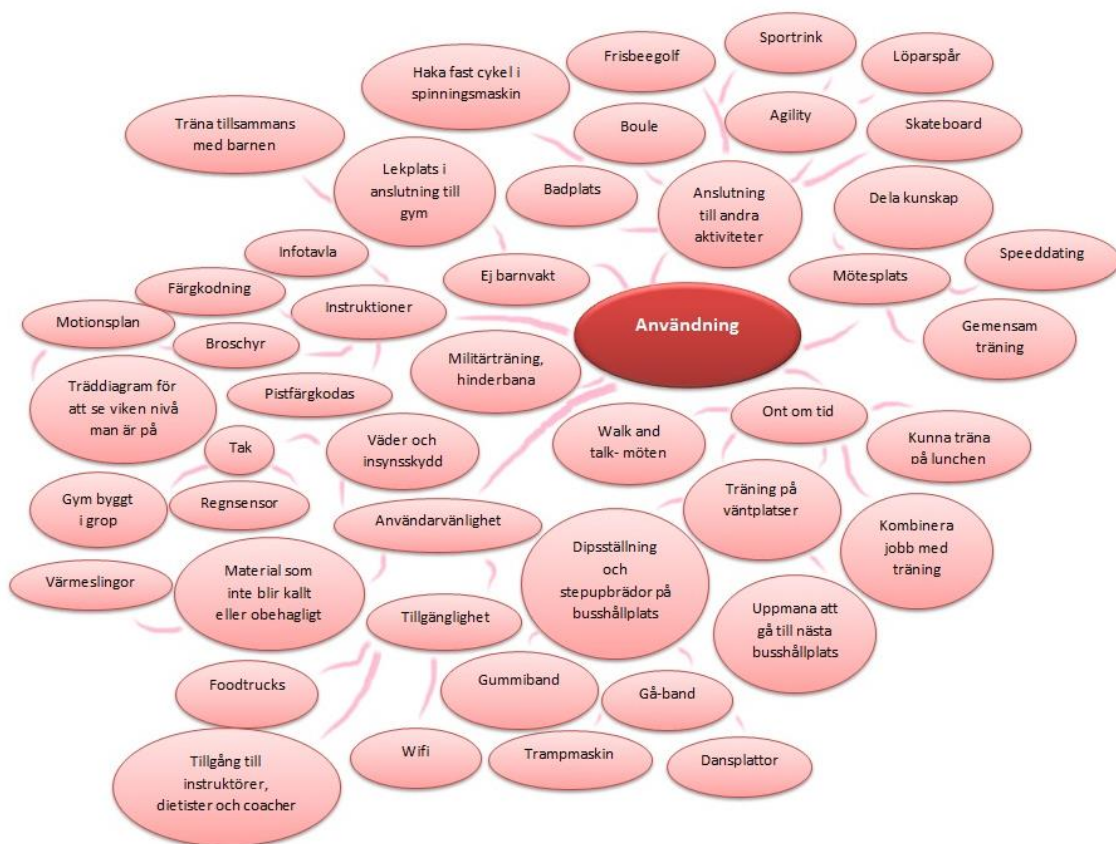 Sportrink
Frisbeegolf
Löparspår
Haka fast cykel i
spinningsmaskin
Agility
Träna tillsammans
med barnen
Boule
Skateboard
Lekplats i
anslutning till
gym
Badplats
Anslutning
till andra
aktiviteter
Dela kunskap
Infotavla
Speeddating
Ej barnvakt
Mötesplats
Färgkodning
Instruktioner
Motionsplan
Användning
Gemensam
träning
Broschyr
Militärträning,
hinderbana
Träddiagram för
att se viken nivå
man är på
Pistfärgkodas
Ont om tid
Tak
Väder och
insynsskydd
Walk and
talk- möten
Kunna träna
på lunchen
Gym byggt
i grop
Regnsensor
Träning på
väntplatser
Användarvänlighet
Kombinera
jobb med
träning
Dipsställning
och
stepupbrädor på
busshållplats
Värmeslingor
Material som
inte blir kallt
eller obehagligt
Tillgänglighet
Uppmana att
gå till nästa
busshållplats
Foodtrucks
Gummiband
Gå-band
Wifi
Trampmaskin
Dansplattor
Tillgång till
instruktörer,
dietister och coacher